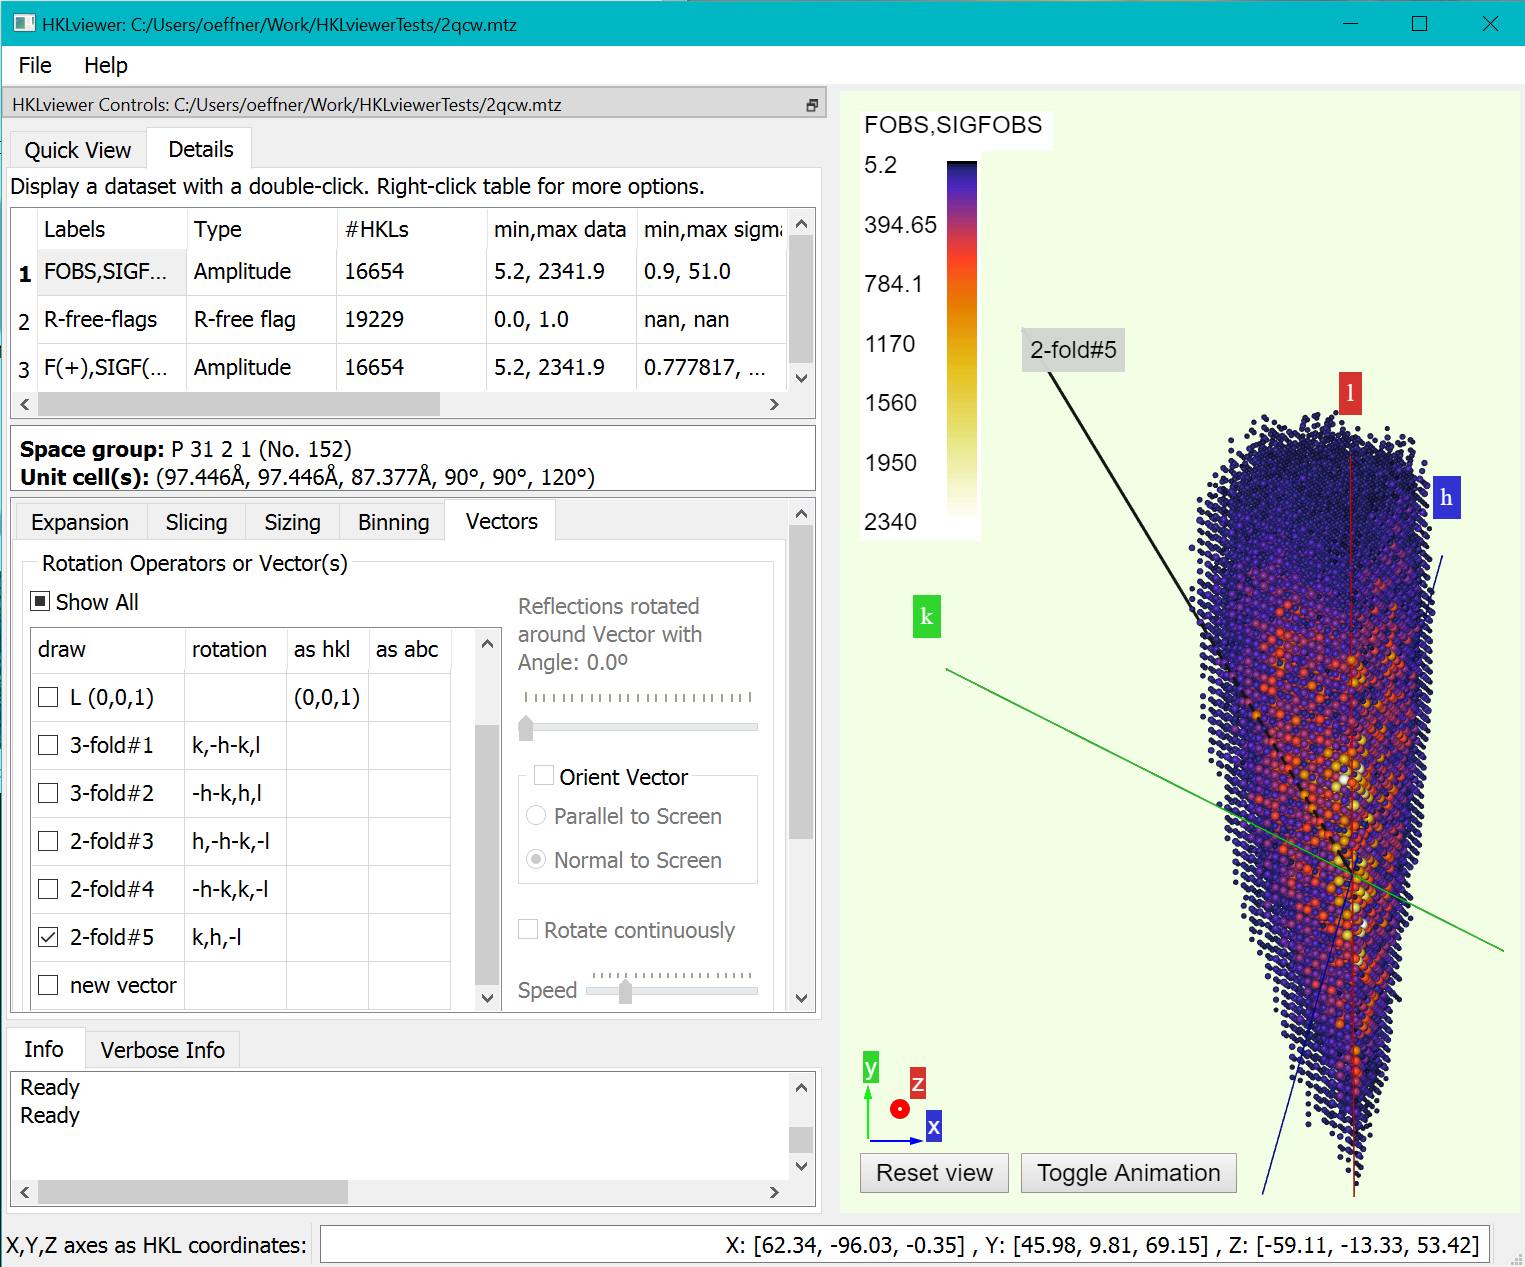 HKLviewer: C:/Users/oeffner/Work/HKLviewerTests/2qcw.mtz
File Help
HKLviewer Controls: C:/Users/oeffner/Work/HKLviewerTests/2qcw.mtz
Quick View Details
Display a dataset with a double-click. Right-click table for more options.
Labels Type #HKLs min,max data min,max sigma
1 FOBS,SIGF... Amplitude 16654 5.2, 2341.9 0.9, 51.0
2 R-free-flags R-free flag 19229 0.0, 1.0 nan, nan
3 F(+),SIGF(... Amplitude 16654 5.2, 2341.9 0.777817, ...
Space group: P 31 2 1 (No. 152)
Unit cell(s): (97.446Å, 97.446Å, 87.377Å, 90°, 90°, 120°)
Expansion Slicing Sizing Binning Vectors
Rotation Operators or Vector(s)
Show All
draw rotation as hkl as abc
L (0,0,1) (0,0,1)
3-fold#1 k,-h-k,l
3-fold#2 -h-k,h,l
2-fold#3 h,-h-k,-l
2-fold#4 -h-k,k,-l
2-fold#5 k,h,-l
new vector
Reflections rotated
around Vector with
Angle: 0.0º
Orient Vector
Parallel to Screen
Normal to Screen
Rotate continuously
Speed
Info Verbose Info
Ready
Ready
FOBS,SIGFOBS
5.2
394.65
784.1
1170
1560
1950
2340
2-fold#5
l
h
k
y
z
x
Reset view Toggle Animation
X,Y,Z axes as HKL coordinates: X: [62.34, -96.03, -0.35] , Y: [45.98, 9.81, 69.15] , Z: [-59.11, -13.33, 53.42]